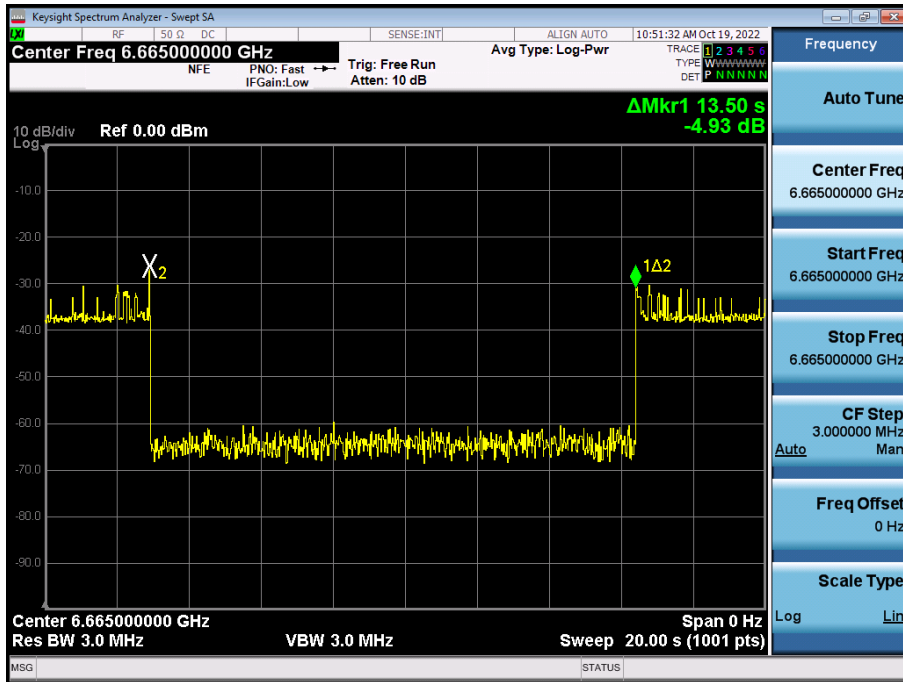 Keysight Spectrum Analyzer - Swept SA
LXI
RF
50 Ω DC
SENSE:INT
ALIGN AUTO
10:51:32 AM Oct 19, 2022
Center Freq 6.665000000 GHz
NFE
PNO: Fast
IFGain:Low
Trig: Free Run
Atten: 10 dB
Avg Type: Log-Pwr
TRACE 1 2 3 4 5 6
TYPE WWWWWW
DET P N N N N N
ΔMkr1 13.50 s
-4.93 dB
10 dB/div
Log
Ref 0.00 dBm
-10.0
-20.0
-30.0
-40.0
-50.0
-60.0
-70.0
-80.0
-90.0
X2
1Δ2
Center 6.665000000 GHz
Span 0 Hz
Res BW 3.0 MHz
VBW 3.0 MHz
Sweep 20.00 s (1001 pts)
MSG
STATUS
Frequency
Auto Tune
Center Freq
6.665000000 GHz
Start Freq
6.665000000 GHz
Stop Freq
6.665000000 GHz
CF Step
3.000000 MHz
Auto Man
Freq Offset
0 Hz
Scale Type
Log Lin